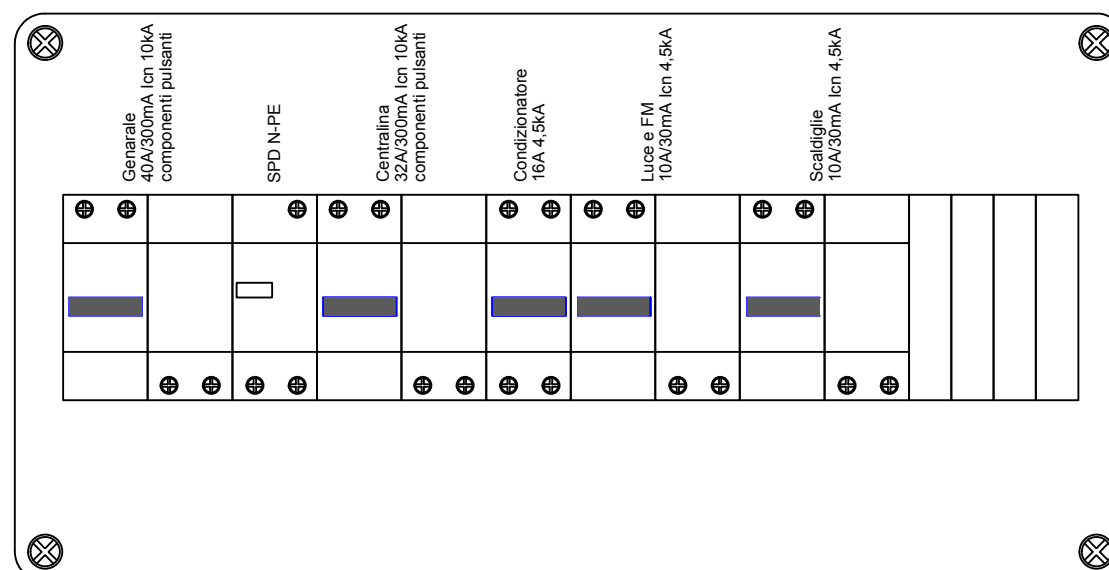 Genarale
40A/300mA Icn 10kA
componenti pulsanti
SPD N-PE
Centralina
32A/300mA Icn 10kA
componenti pulsanti
Condizionatore
16A 4,5kA
Luce e FM
10A/30mA Icn 4,5kA
Scaldiglie
10A/30mA Icn 4,5kA